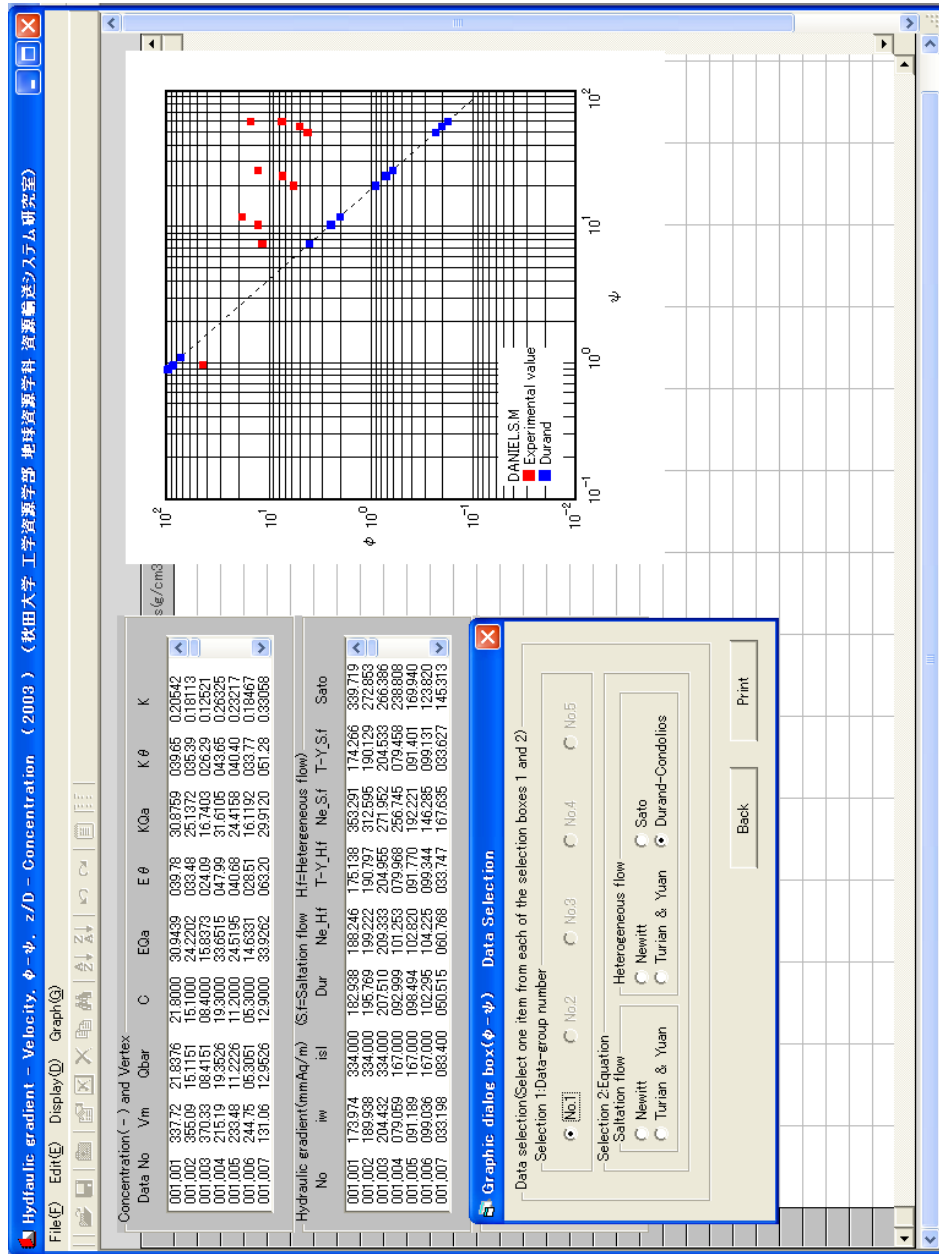 Hydfaulic gradient - Velocity, φ-ψ, z/D - Concentration （2003） （秋田大学 工学資源学部 地球資源学科 資源輸送システム研究室）
File(F) Edit(E) Display(D) Graph(G)
Concentration( - ) and Vertex
Data No Vm Qbar C EQa E θ KQa K θ K
001,001 337.72 21.8376 21.8000 30.9439 039.78 30.8759 039.65 0.20542
001,002 355.09 15.1151 15.1000 24.2202 033.48 25.1372 035.39 0.18113
001,003 370.33 08.4151 08.4000 15.8373 024.09 16.7403 026.29 0.12521
001,004 215.19 19.3526 19.3000 33.6515 047.99 31.6105 043.65 0.26325
001,005 233.48 11.2226 11.2000 24.5195 040.68 24.4158 040.40 0.23217
001,006 244.75 05.3051 05.3000 14.6331 028.51 16.1192 033.77 0.18467
001,007 131.06 12.9526 12.9000 33.9262 063.20 29.9120 051.28 0.33058
Hydraulic gradient(mmAq/m) (S.f=Saltation flow H.f=Hetergeneous flow)
No iw isl Dur Ne_H.f T-Y_H.f Ne_S.f T-Y_S.f Sato
001,001 173.974 334.000 182.938 188.246 175.138 353.291 174.266 339.719
001,002 189.938 334.000 195.769 199.222 190.797 312.595 190.129 272.853
001,003 204.432 334.000 207.510 209.333 204.955 271.952 204.533 266.386
001,004 079.059 167.000 092.999 101.253 079.968 256.745 079.458 238.808
001,005 091.189 167.000 098.494 102.820 091.770 192.221 091.401 169.940
001,006 099.036 167.000 102.295 104.225 099.344 146.285 099.131 123.820
001,007 033.198 083.400 050.515 060.768 033.747 167.635 033.627 145.313
s(g/cm3
10²
10¹
φ 10⁰
10⁻¹
10⁻²
10⁻¹ 10⁰ 10¹ 10²
ψ
DANIEL.S.M
Experimental value
Durand
Graphic dialog box(φ-ψ) Data Selection
Data selection(Select one item from each of the selection boxes 1 and 2)
Selection 1:Data-group number
No.1 No.2 No.3 No.4 No.5
Selection 2:Equation
Saltation flow
Newitt
Turian & Yuan
Heterogeneous flow
Newitt Sato
Turian & Yuan Durand-Condolios
Back Print